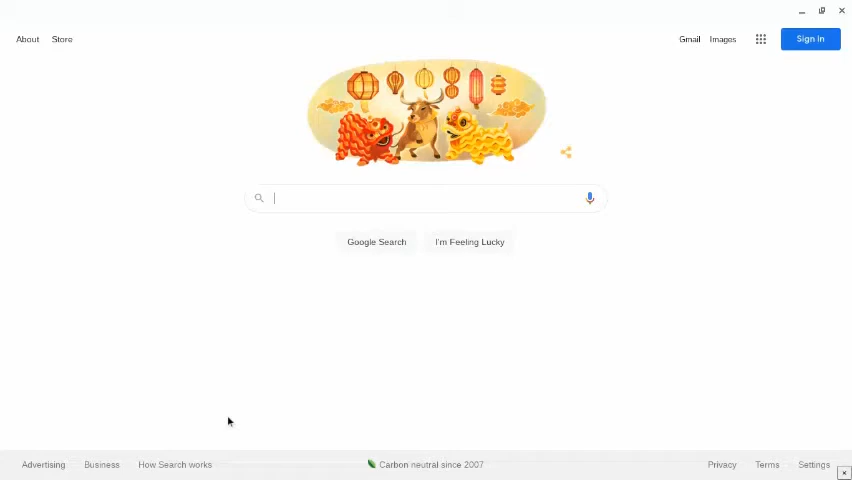 About Store Gmail Images Sign In
Google Search I'm Feeling Lucky
Advertising Business How Search works Carbon neutral since 2007 Privacy Terms Settings